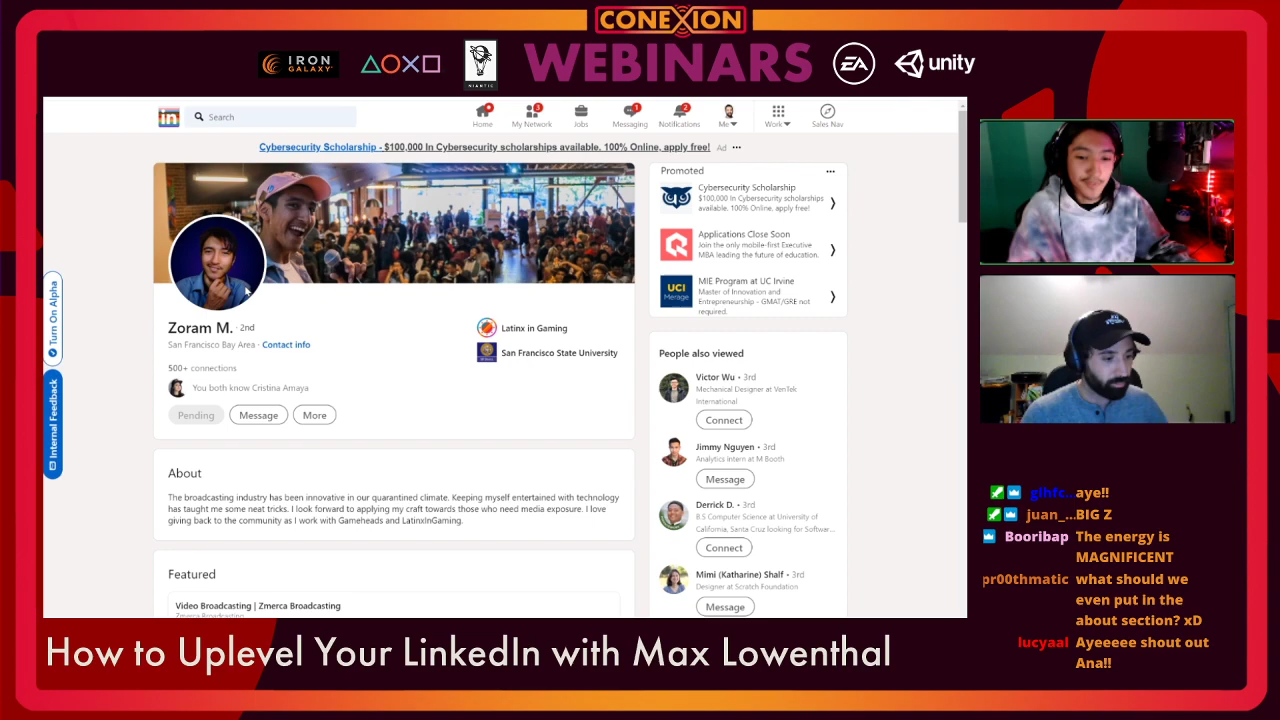 CONEXION
IRON
GALAXY
NIANTIC
WEBINARS
EA
unity
in
Search
Home
3
My Network
Jobs
1
Messaging
2
Notifications
Me
Work
Sales Nav
Cybersecurity Scholarship - $100,000 In Cybersecurity scholarships available. 100% Online, apply free!
Ad
Turn On Alpha
Internal Feedback
Zoram M. · 2nd
San Francisco Bay Area · Contact info
500+ connections
You both know Cristina Amaya
Pending
Message
More
Latinx in Gaming
San Francisco State University
About
The broadcasting industry has been innovative in our quarantined climate. Keeping myself entertained with technology
has taught me some neat tricks. I look forward to applying my craft towards those who need media exposure. I love
giving back to the community as I work with Gameheads and LatinxInGaming.
Featured
Video Broadcasting | Zmerca Broadcasting
Zmerca Broadcasting
Promoted
Cybersecurity Scholarship
$100,000 In Cybersecurity scholarships
available. 100% Online, apply free!
Applications Close Soon
Join the only mobile-first Executive
MBA leading the future of education.
UCI
Merage
MIE Program at UC Irvine
Master of Innovation and
Entrepreneurship - GMAT/GRE not
required.
People also viewed
Victor Wu • 3rd
Mechanical Designer at VenTek
International
Connect
Jimmy Nguyen • 3rd
Analytics Intern at M Booth
Message
Derrick D. • 3rd
B.S Computer Science at University of
California, Santa Cruz looking for Softwar...
Connect
Mimi (Katharine) Shalf • 3rd
Designer at Scratch Foundation
Message
aye!!
juan_... BIG Z
Booribap The energy is
MAGNIFICENT
pr00thmatic what should we
even put in the
about section? xD
lucyaal Ayeeeee shout out
Ana!!
How to Uplevel Your LinkedIn with Max Lowenthal